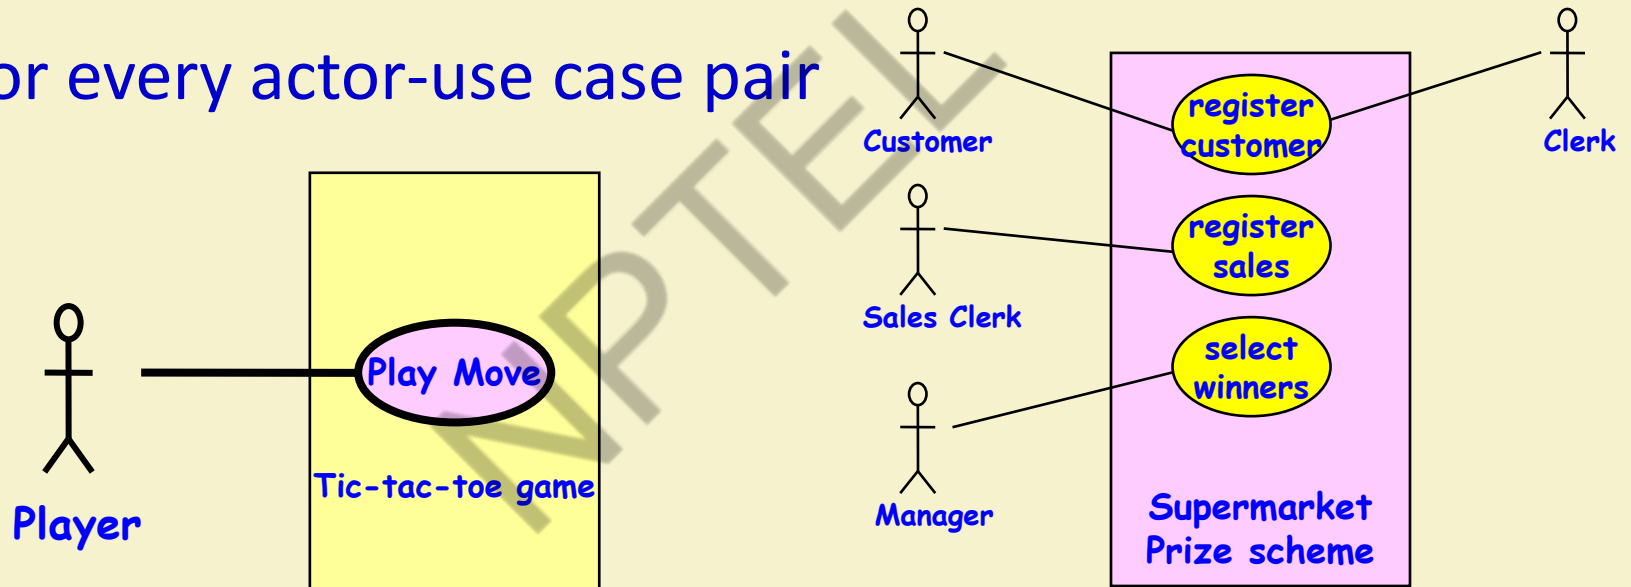 or every actor-use case pair
Play Move
Tic-tac-toe game
Player
Customer
Sales Clerk
Manager
register
customer
register
sales
select
winners
Supermarket
Prize scheme
Clerk
NPTEL